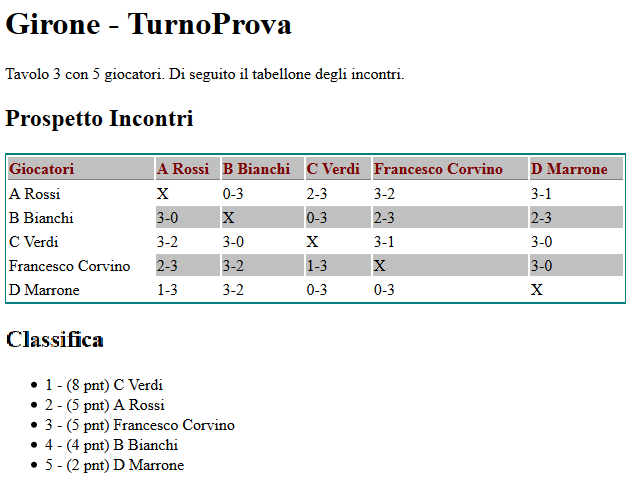 Girone - TurnoProva
Tavolo 3 con 5 giocatori. Di seguito il tabellone degli incontri.
Prospetto Incontri
Giocatori A Rossi B Bianchi C Verdi Francesco Corvino D Marrone
A Rossi X 0-3 2-3 3-2 3-1
B Bianchi 3-0 X 0-3 2-3 2-3
C Verdi 3-2 3-0 X 3-1 3-0
Francesco Corvino 2-3 3-2 1-3 X 3-0
D Marrone 1-3 3-2 0-3 0-3 X
Classifica
• 1 - (8 pnt) C Verdi
• 2 - (5 pnt) A Rossi
• 3 - (5 pnt) Francesco Corvino
• 4 - (4 pnt) B Bianchi
• 5 - (2 pnt) D Marrone